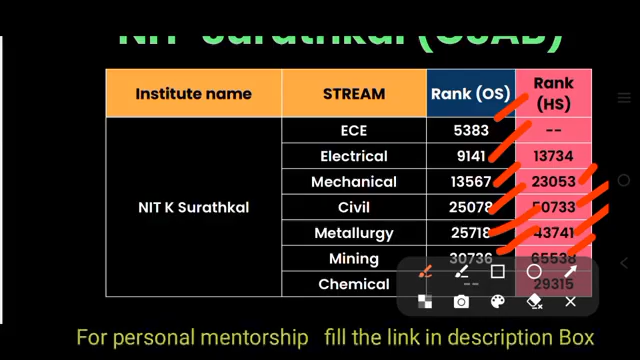 NIT Surathkal (CSAB)
Institute name STREAM Rank (OS) Rank (HS)
ECE 5383 --
Electrical 9141 13734
Mechanical 13567 23053
NIT K Surathkal Civil 25078 50733
Metallurgy 25718 43741
Mining 30736 65538
Chemical -- 29315
For personal mentorship fill the link in description Box